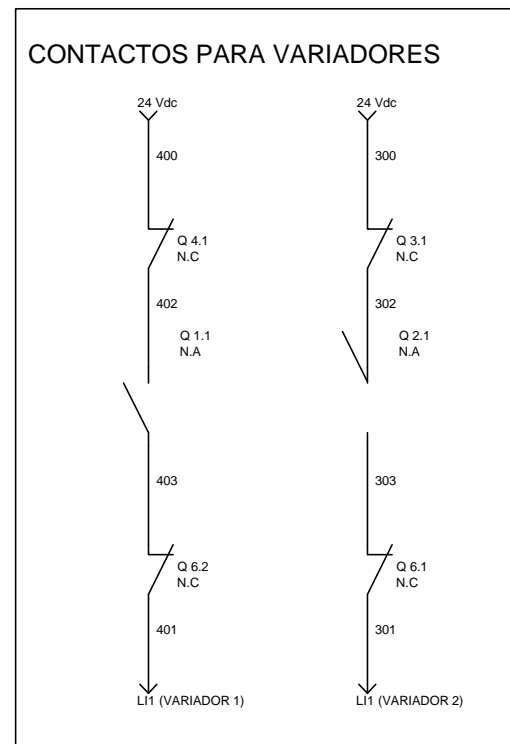 CONTACTOS PARA VARIADORES
24 Vdc
400
Q 4.1
N.C
402
Q 1.1
N.A
403
Q 6.2
N.C
401
LI1 (VARIADOR 1)
24 Vdc
300
Q 3.1
N.C
302
Q 2.1
N.A
303
Q 6.1
N.C
301
LI1 (VARIADOR 2)